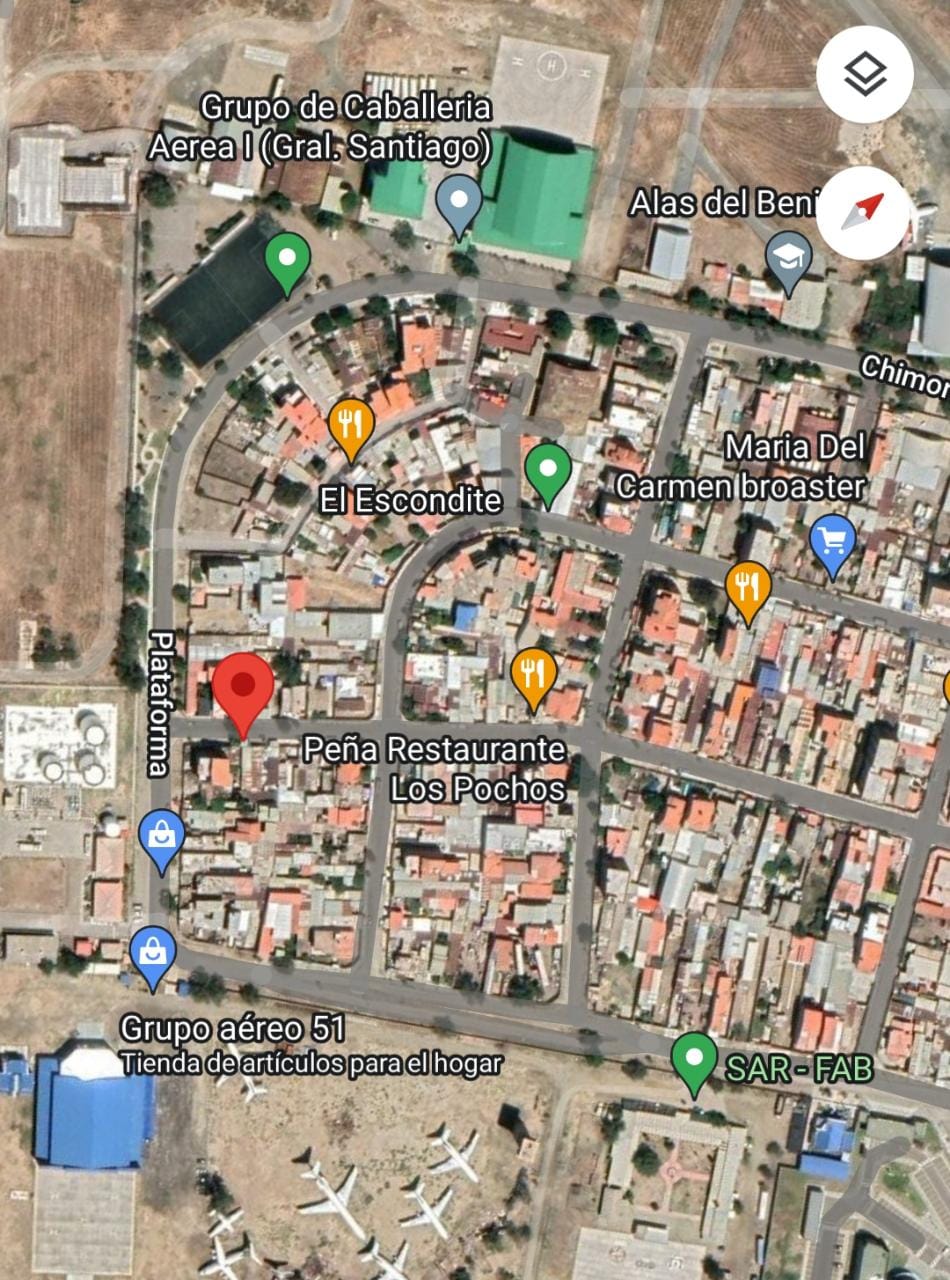 Grupo de Caballeria
Aerea I (Gral. Santiago)
Alas del Beni
Chimor
Maria Del
Carmen broaster
El Escondite
Plataforma
Peña Restaurante
Los Pochos
Grupo aéreo 51
Tienda de artículos para el hogar
SAR - FAB
H
H
H